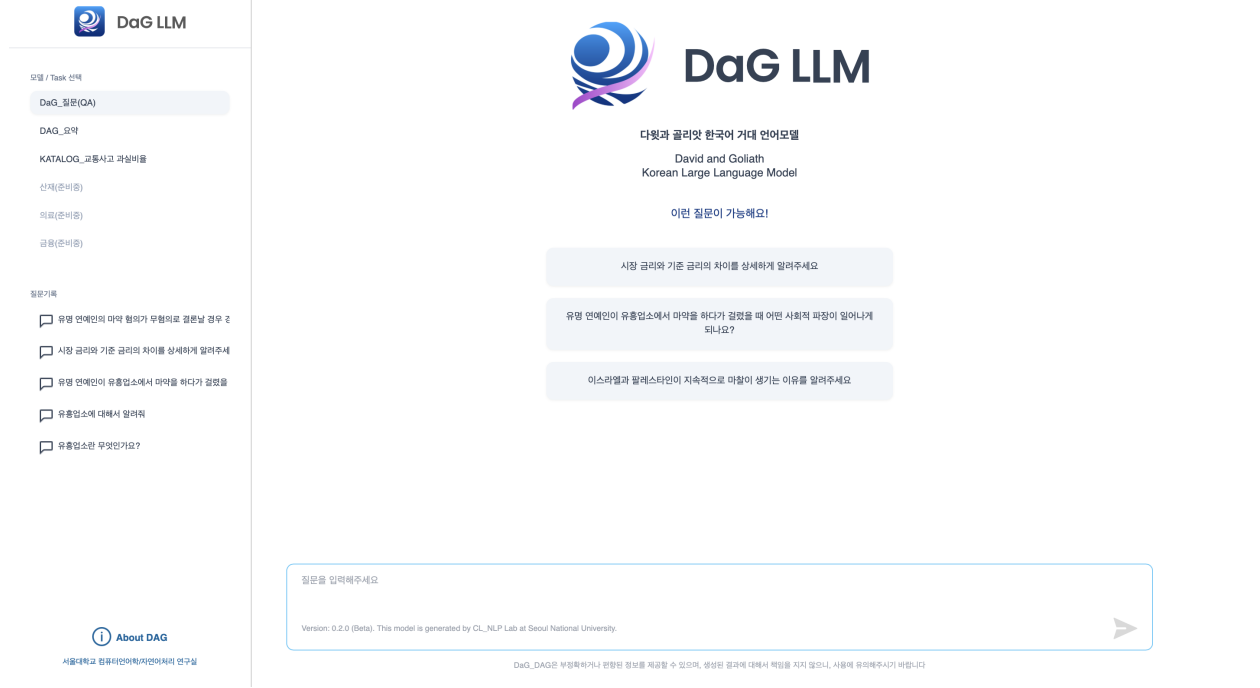 DaG LLM
모델 / Task 선택
DaG_질문(QA)
DAG_요약
KATALOG_교통사고 과실비율
산재(준비중)
의료(준비중)
금융(준비중)
질문기록
유명 연예인의 마약 혐의가 무혐의로 결론날 경우
시장 금리와 기준 금리의 차이를 상세하게 알려주세
유명 연예인이 유흥업소에서 마약을 하다가 걸렸을
유흥업소에 대해서 알려줘
유흥업소란 무엇인가요?
About DAG
서울대학교 컴퓨터언어학/자연어처리 연구실
DaG LLM
다윗과 골리앗 한국어 거대 언어모델
David and Goliath
Korean Large Language Model
이런 질문이 가능해요!
시장 금리와 기준 금리의 차이를 상세하게 알려주세요
유명 연예인이 유흥업소에서 마약을 하다가 걸렸을 때 어떤 사회적 파장이 일어나게
되나요?
이스라엘과 팔레스타인이 지속적으로 마찰이 생기는 이유를 알려주세요
질문을 입력해주세요
Version: 0.2.0 (Beta). This model is generated by CL_NLP Lab at Seoul National University.
DaG_DAG은 부정확하거나 편향된 정보를 제공할 수 있으며, 생성된 결과에 대해서 책임을 지지 않으니, 사용에 유의해주시기 바랍니다